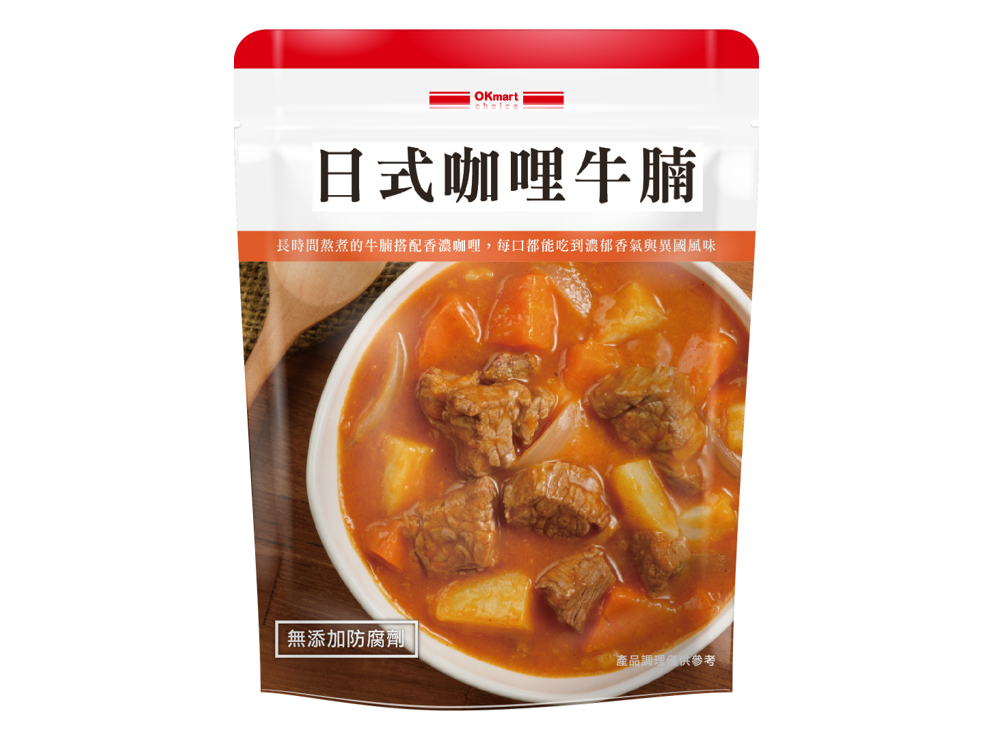 OKmart
choice
日式咖哩牛腩
長時間熬煮的牛腩搭配香濃咖哩，每口都能吃到濃郁香氣與異國風味
無添加防腐劑
產品調理僅供參考